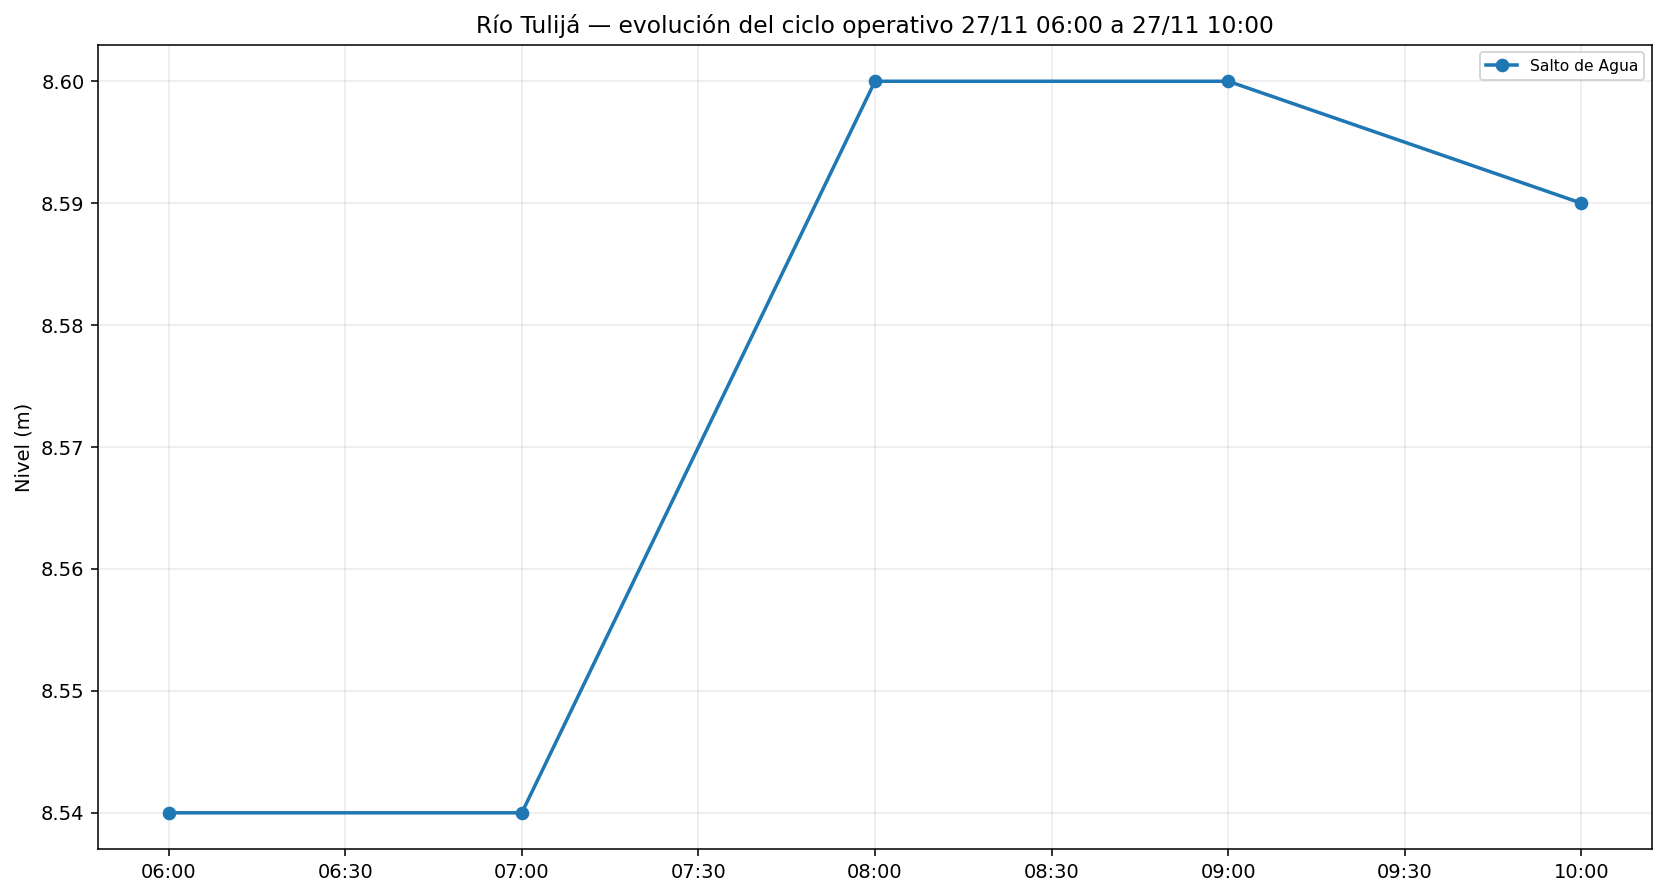 Río Tulijá — evolución del ciclo operativo 27/11 06:00 a 27/11 10:00
Salto de Agua
Nivel (m)
8.60
8.59
8.58
8.57
8.56
8.55
8.54
06:00 06:30 07:00 07:30 08:00 08:30 09:00 09:30 10:00